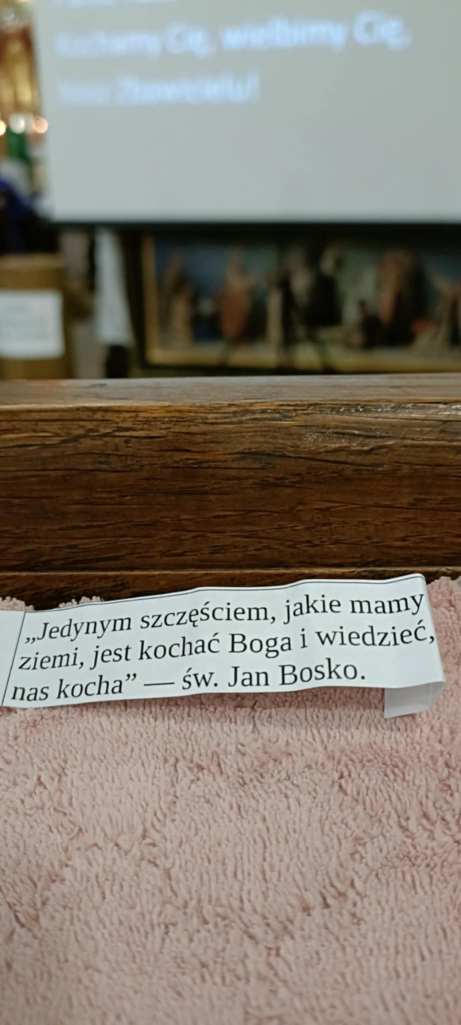 Kochamy Cię, wielbimy Cię,
Zbawicielu!
„Jedynym szczęściem, jakie mamy
ziemi, jest kochać Boga i wiedzieć,
nas kocha” — św. Jan Bosko.